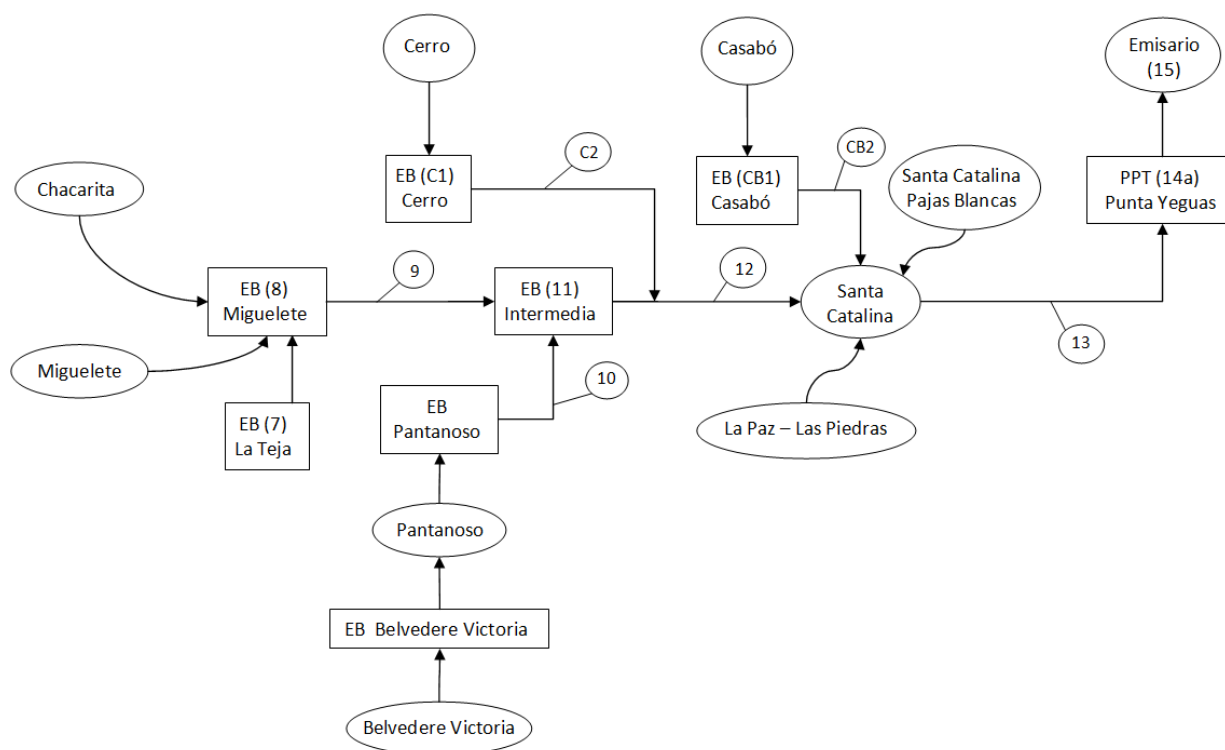 Cerro
Casabó
Emisario
(15)
C2
CB2
EB (C1)
Cerro
EB (CB1)
Casabó
Santa Catalina
Pajas Blancas
PPT (14a)
Punta Yeguas
Chacarita
9
12
EB (8)
Miguelete
EB (11)
Intermedia
Santa
Catalina
13
Miguelete
10
EB (7)
La Teja
EB
Pantanoso
La Paz – Las Piedras
Pantanoso
EB Belvedere Victoria
Belvedere Victoria